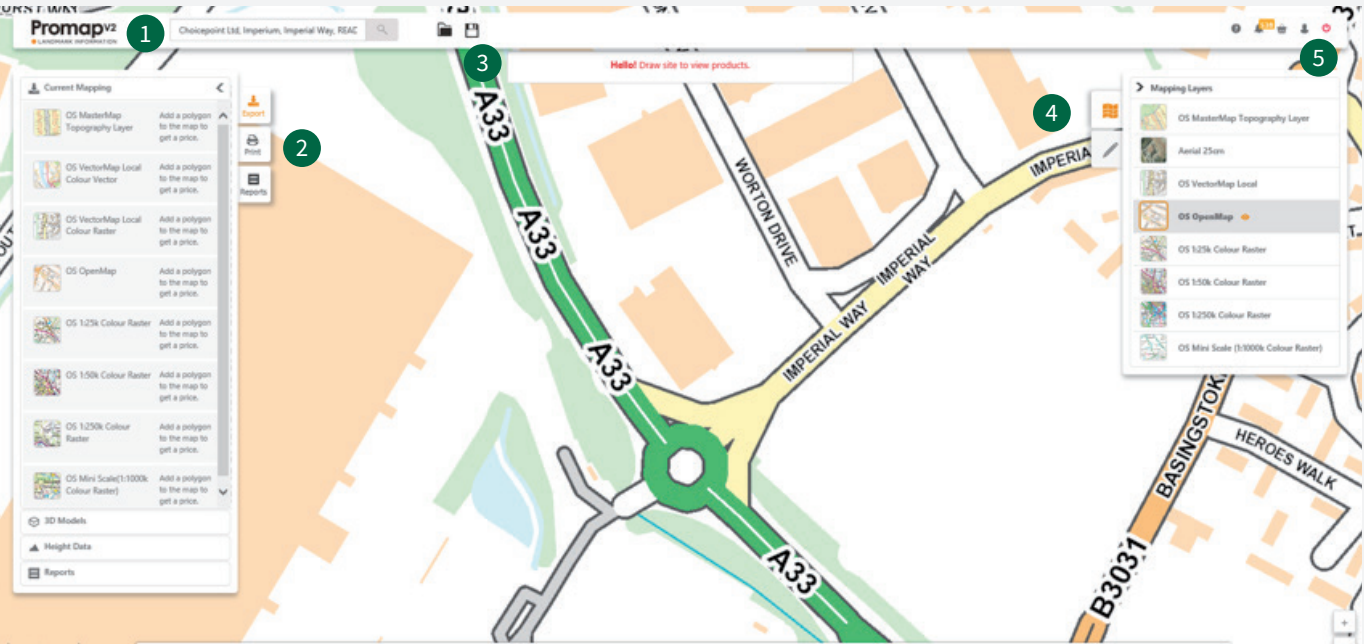 PromapV2
LANDMARK INFORMATION
1
Choicepoint Ltd, Imperium, Imperial Way, READ
3
5
Hello! Draw site to view products.
Current Mapping
OS MasterMap
Topography Layer
Add a polygon
to the map to
get a price.
OS VectorMap Local
Colour Vector
Add a polygon
to the map to
get a price.
OS VectorMap Local
Colour Raster
Add a polygon
to the map to
get a price.
OS OpenMap
Add a polygon
to the map to
get a price.
OS 1:25k Colour Raster
Add a polygon
to the map to
get a price.
OS 1:50k Colour Raster
Add a polygon
to the map to
get a price.
OS 1:250k Colour
Raster
Add a polygon
to the map to
get a price.
OS Mini Scale(1:1000k
Colour Raster)
Add a polygon
to the map to
get a price.
3D Models
Height Data
Reports
Export
Print
Reports
2
4
Mapping Layers
OS MasterMap Topography Layer
Aerial 25cm
OS VectorMap Local
OS OpenMap
OS 1:25k Colour Raster
OS 1:50k Colour Raster
OS 1:250k Colour Raster
OS Mini Scale (1:1000k Colour Raster)
A33
A33
A33
A33
WORTON DRIVE
IMPERIA
IMPERIAL
WAY
IMPERIAL WAY
BASINGSTOK
HEROES WALK
B3031
+